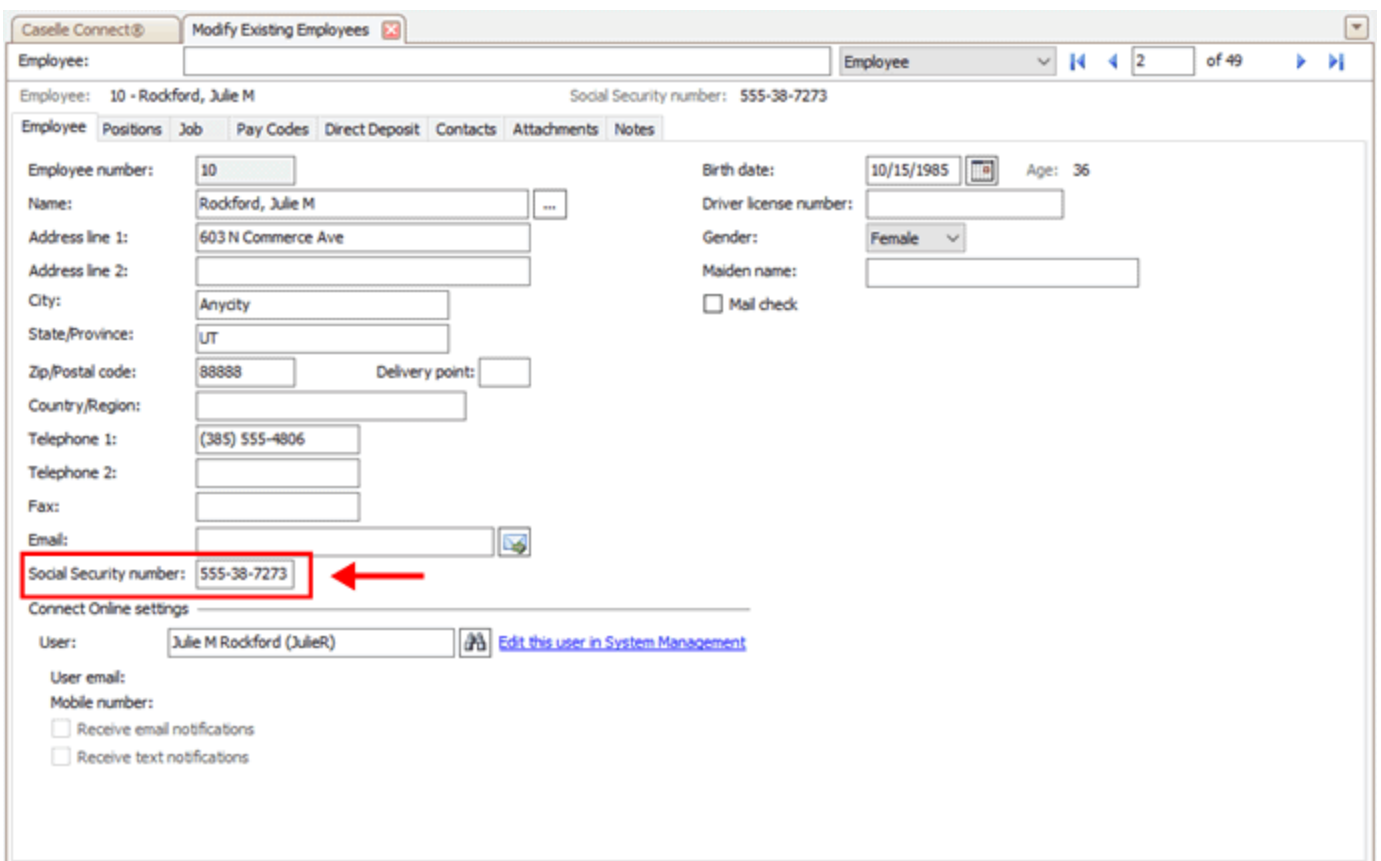 Caselle Connect® Modify Existing Employees
Employee: Employee 2 of 49
Employee: 10 - Rockford, Julie M Social Security number: 555-38-7273
Employee Positions Job Pay Codes Direct Deposit Contacts Attachments Notes
Employee number: 10 Birth date: 10/15/1985 Age: 36
Name: Rockford, Julie M ... Driver license number:
Address line 1: 603 N Commerce Ave Gender: Female
Address line 2: Maiden name:
City: Anycity Mail check
State/Province: UT
Zip/Postal code: 88888 Delivery point:
Country/Region:
Telephone 1: (385) 555-4806
Telephone 2:
Fax:
Email:
Social Security number: 555-38-7273
Connect Online settings
User: Julie M Rockford (JulieR) Edit this user in System Management
User email:
Mobile number:
Receive email notifications
Receive text notifications